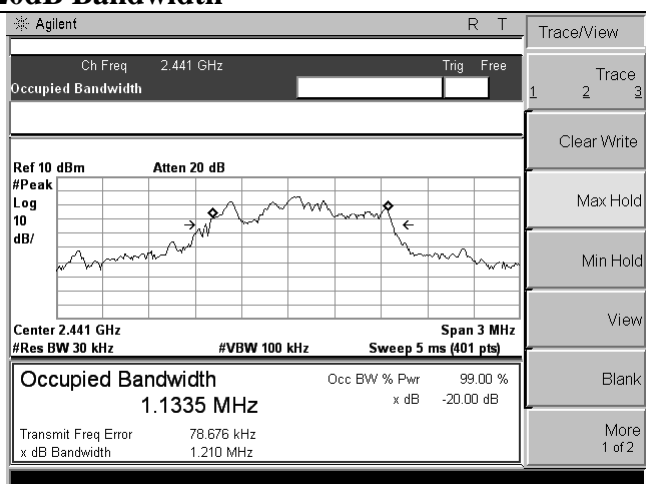 20dB Bandwidth
Agilent R T
Ch Freq 2.441 GHz Trig Free
Occupied Bandwidth
Ref 10 dBm Atten 20 dB
#Peak
Log
10
dB/
Center 2.441 GHz Span 3 MHz
#Res BW 30 kHz #VBW 100 kHz Sweep 5 ms (401 pts)
Occupied Bandwidth
1.1335 MHz
Occ BW % Pwr 99.00 %
x dB -20.00 dB
Transmit Freq Error 78.676 kHz
x dB Bandwidth 1.210 MHz
Trace/View
Trace
1 2 3
Clear Write
Max Hold
Min Hold
View
Blank
More
1 of 2